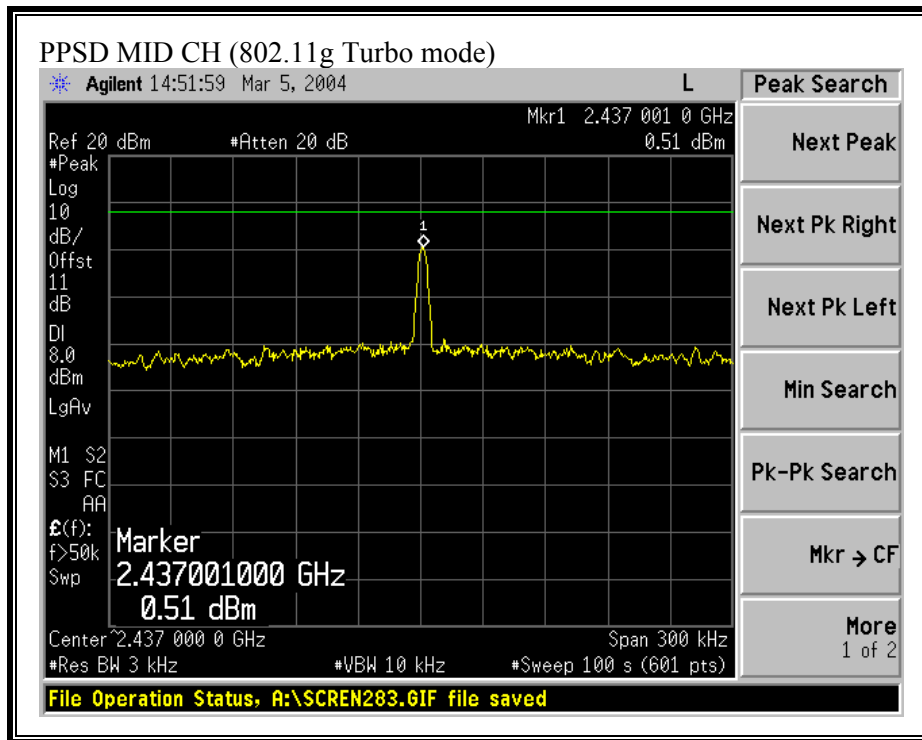 PPSD MID CH (802.11g Turbo mode)
Agilent 14:51:59 Mar 5, 2004 L Peak Search
Mkr1 2.437 001 0 GHz
Ref 20 dBm #Atten 20 dB 0.51 dBm
#Peak
Log
10
dB/
Offst
11
dB
DI
8.0
dBm
LgAv
M1 S2
S3 FC
AA
£(f):
f>50k
Swp
1
Marker
2.437001000 GHz
0.51 dBm
Center ^2.437 000 0 GHz Span 300 kHz
#Res BW 3 kHz #VBW 10 kHz #Sweep 100 s (601 pts)
File Operation Status, A:\SCREN283.GIF file saved
Next Peak
Next Pk Right
Next Pk Left
Min Search
Pk-Pk Search
Mkr → CF
More
1 of 2